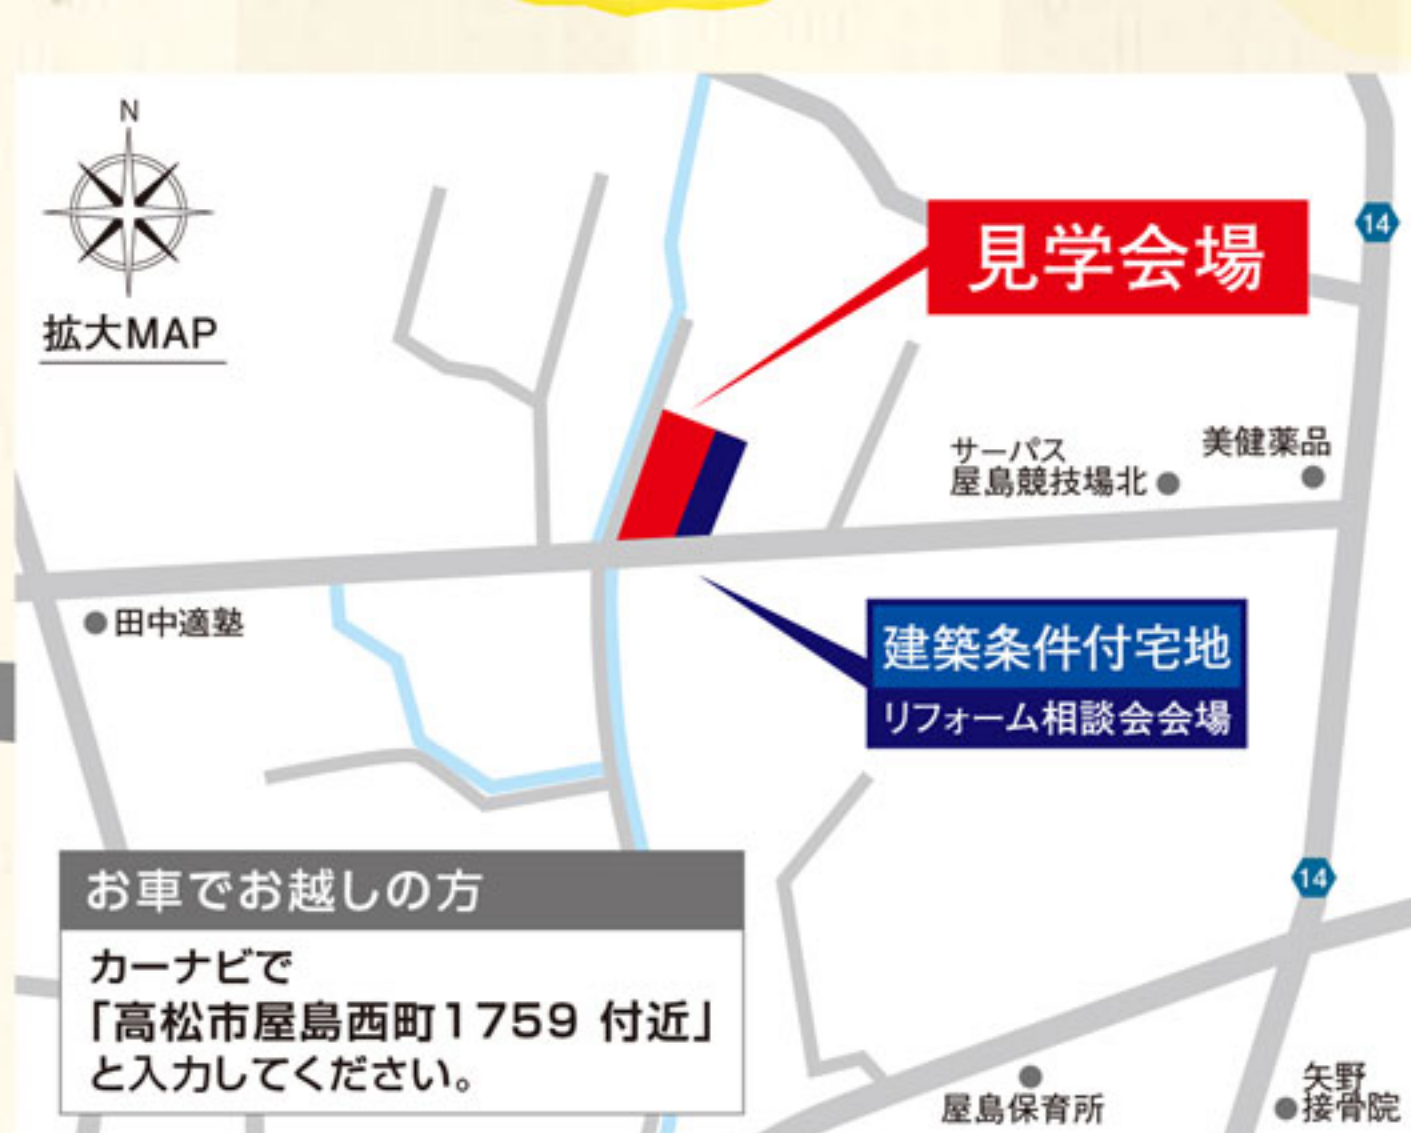 N
拡大MAP
見学会場
14
サーパス
屋島競技場北
美健薬品
田中適塾
建築条件付宅地
リフォーム相談会会場
14
お車でお越しの方
カーナビで
「高松市屋島西町1759 付近」
と入力してください。
屋島保育所
矢野
接骨院